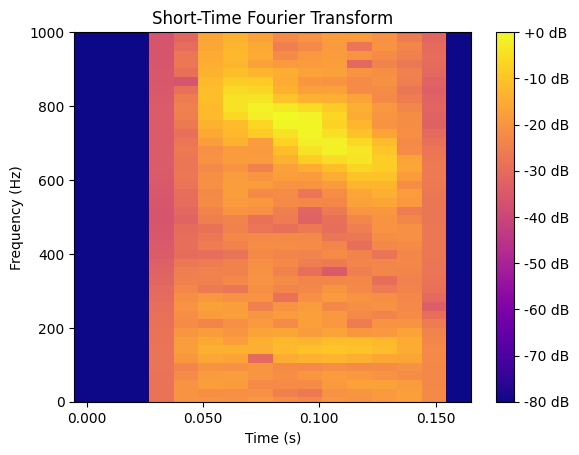 Short-Time Fourier Transform
1000
800
600
400
200
0
Frequency (Hz)
0.000
0.050
0.100
0.150
Time (s)
+0 dB
-10 dB
-20 dB
-30 dB
-40 dB
-50 dB
-60 dB
-70 dB
-80 dB